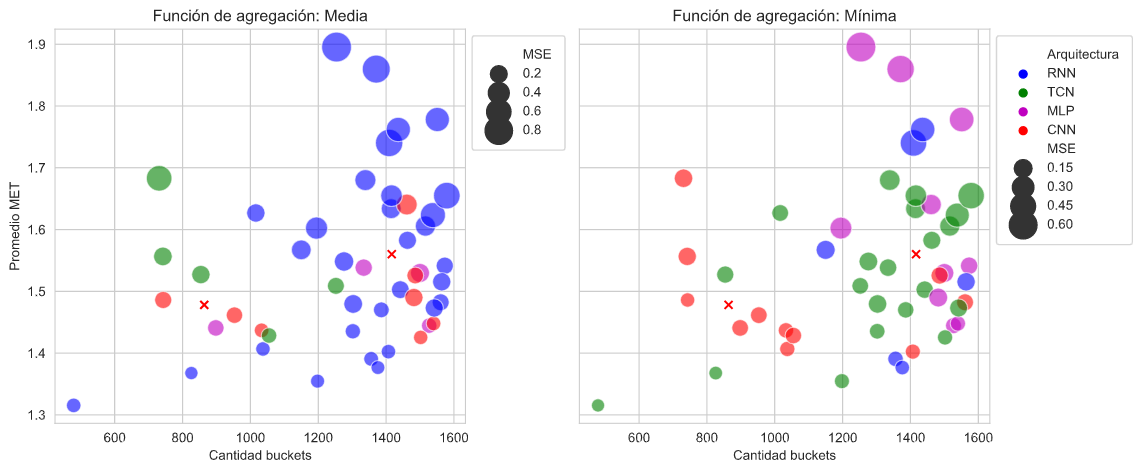 Función de agregación: Media
Función de agregación: Mínima
Promedio MET
1.9
1.8
1.7
1.6
1.5
1.4
1.3
600 800 1000 1200 1400 1600
Cantidad buckets
MSE
0.2
0.4
0.6
0.8
600 800 1000 1200 1400 1600
Cantidad buckets
Arquitectura
RNN
TCN
MLP
CNN
MSE
0.15
0.30
0.45
0.60